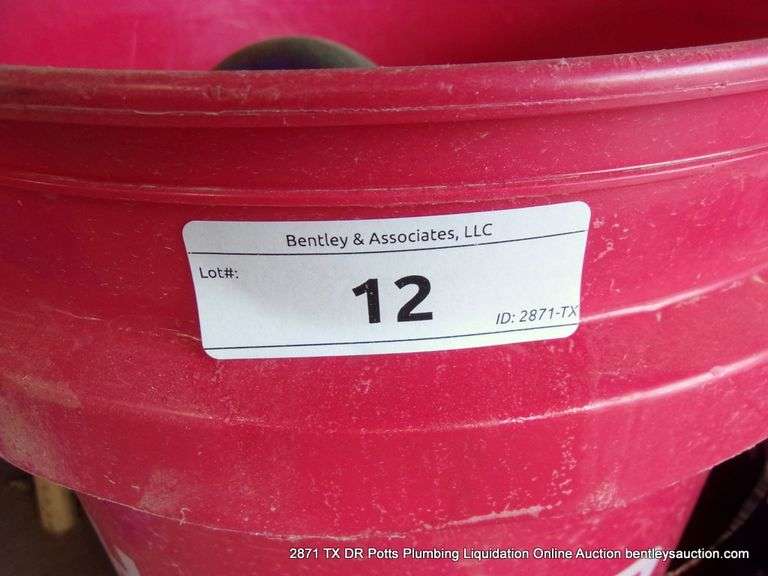 Bentley & Associates, LLC
Lot#:
12
ID: 2871-TX
2871 TX DR Potts Plumbing Liquidation Online Auction bentleysauction.com